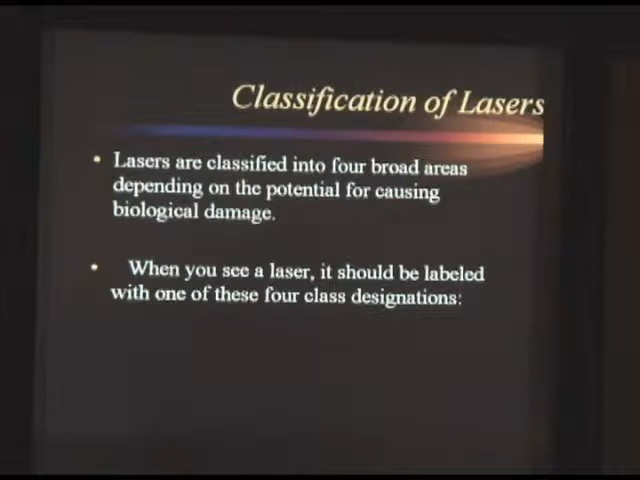 Classification of Lasers
• Lasers are classified into four broad areas
depending on the potential for causing
biological damage.
• When you see a laser, it should be labeled
with one of these four class designations: